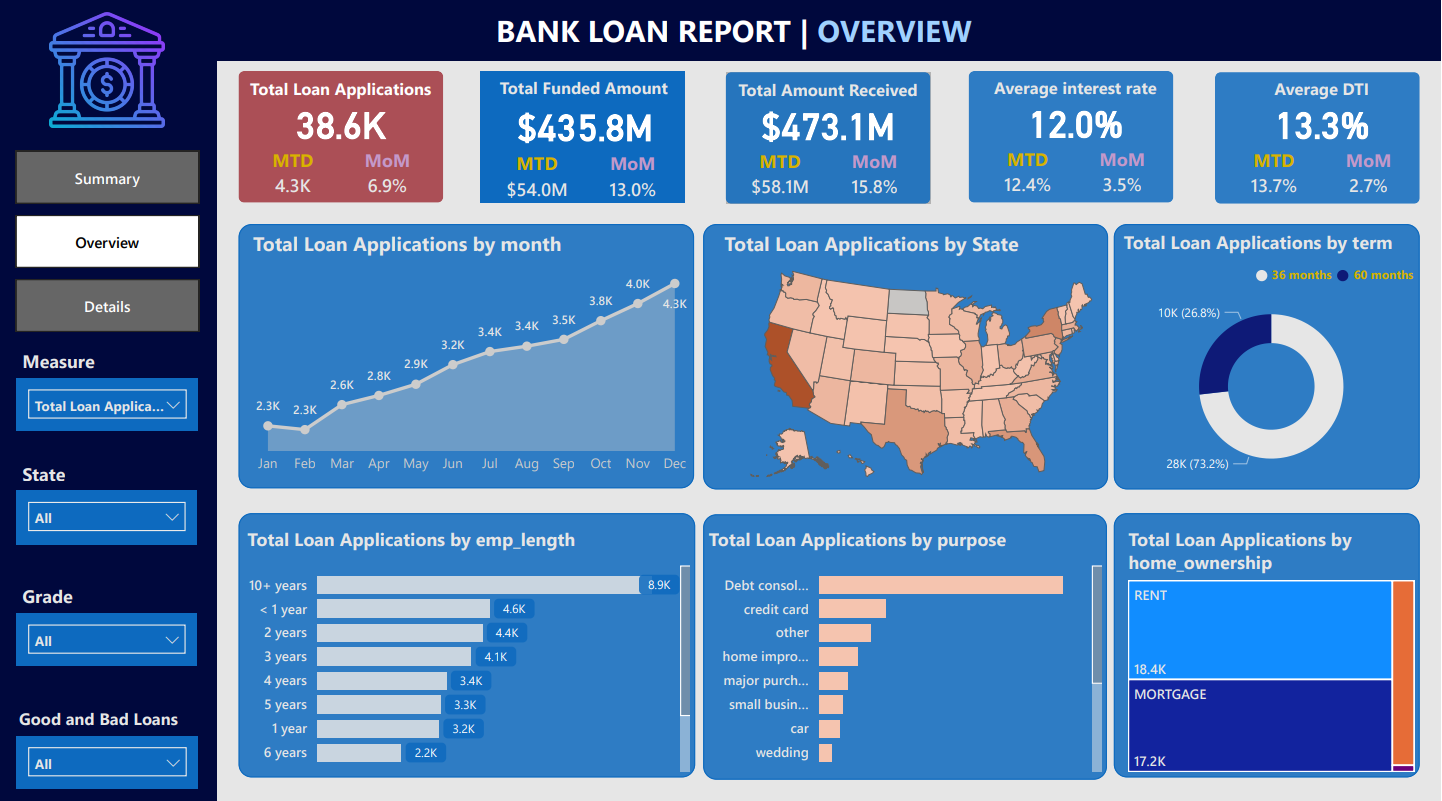 BANK LOAN REPORT | OVERVIEW
Summary
Overview
Details
Measure
Total Loan Applica...
State
All
Grade
All
Good and Bad Loans
All
Total Loan Applications
38.6K
MTD MoM
4.3K 6.9%
Total Funded Amount
$435.8M
MTD MoM
$54.0M 13.0%
Total Amount Received
$473.1M
MTD MoM
$58.1M 15.8%
Average interest rate
12.0%
MTD MoM
12.4% 3.5%
Average DTI
13.3%
MTD MoM
13.7% 2.7%
Total Loan Applications by month
2.3K 2.3K 2.6K 2.8K 2.9K 3.2K 3.4K 3.4K 3.5K 3.8K 4.0K 4.3K
Jan Feb Mar Apr May Jun Jul Aug Sep Oct Nov Dec
Total Loan Applications by State
Total Loan Applications by term
36 months 60 months
10K (26.8%)
28K (73.2%)
Total Loan Applications by emp_length
10+ years 8.9K
< 1 year 4.6K
2 years 4.4K
3 years 4.1K
4 years 3.4K
5 years 3.3K
1 year 3.2K
6 years 2.2K
Total Loan Applications by purpose
Debt consol...
credit card
other
home impro...
major purch...
small busin...
car
wedding
Total Loan Applications by
home_ownership
RENT
18.4K
MORTGAGE
17.2K